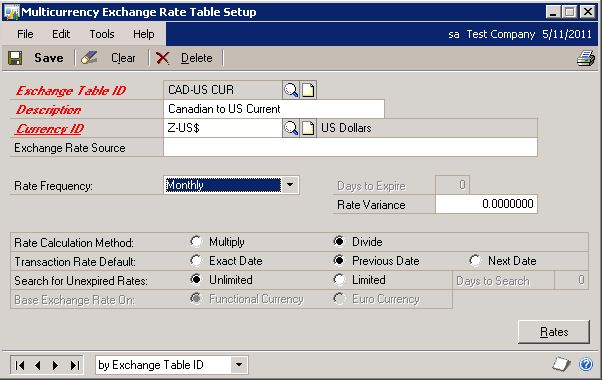 Multicurrency Exchange Rate Table Setup
File Edit Tools Help sa Test Company 5/11/2011
Save Clear Delete
Exchange Table ID CAD-US CUR
Description Canadian to US Current
Currency ID Z-US$ US Dollars
Exchange Rate Source
Rate Frequency: Monthly Days to Expire 0
Rate Variance 0.0000000
Rate Calculation Method: Multiply Divide
Transaction Rate Default: Exact Date Previous Date Next Date
Search for Unexpired Rates: Unlimited Limited Days to Search 0
Base Exchange Rate On: Functional Currency Euro Currency
Rates
by Exchange Table ID